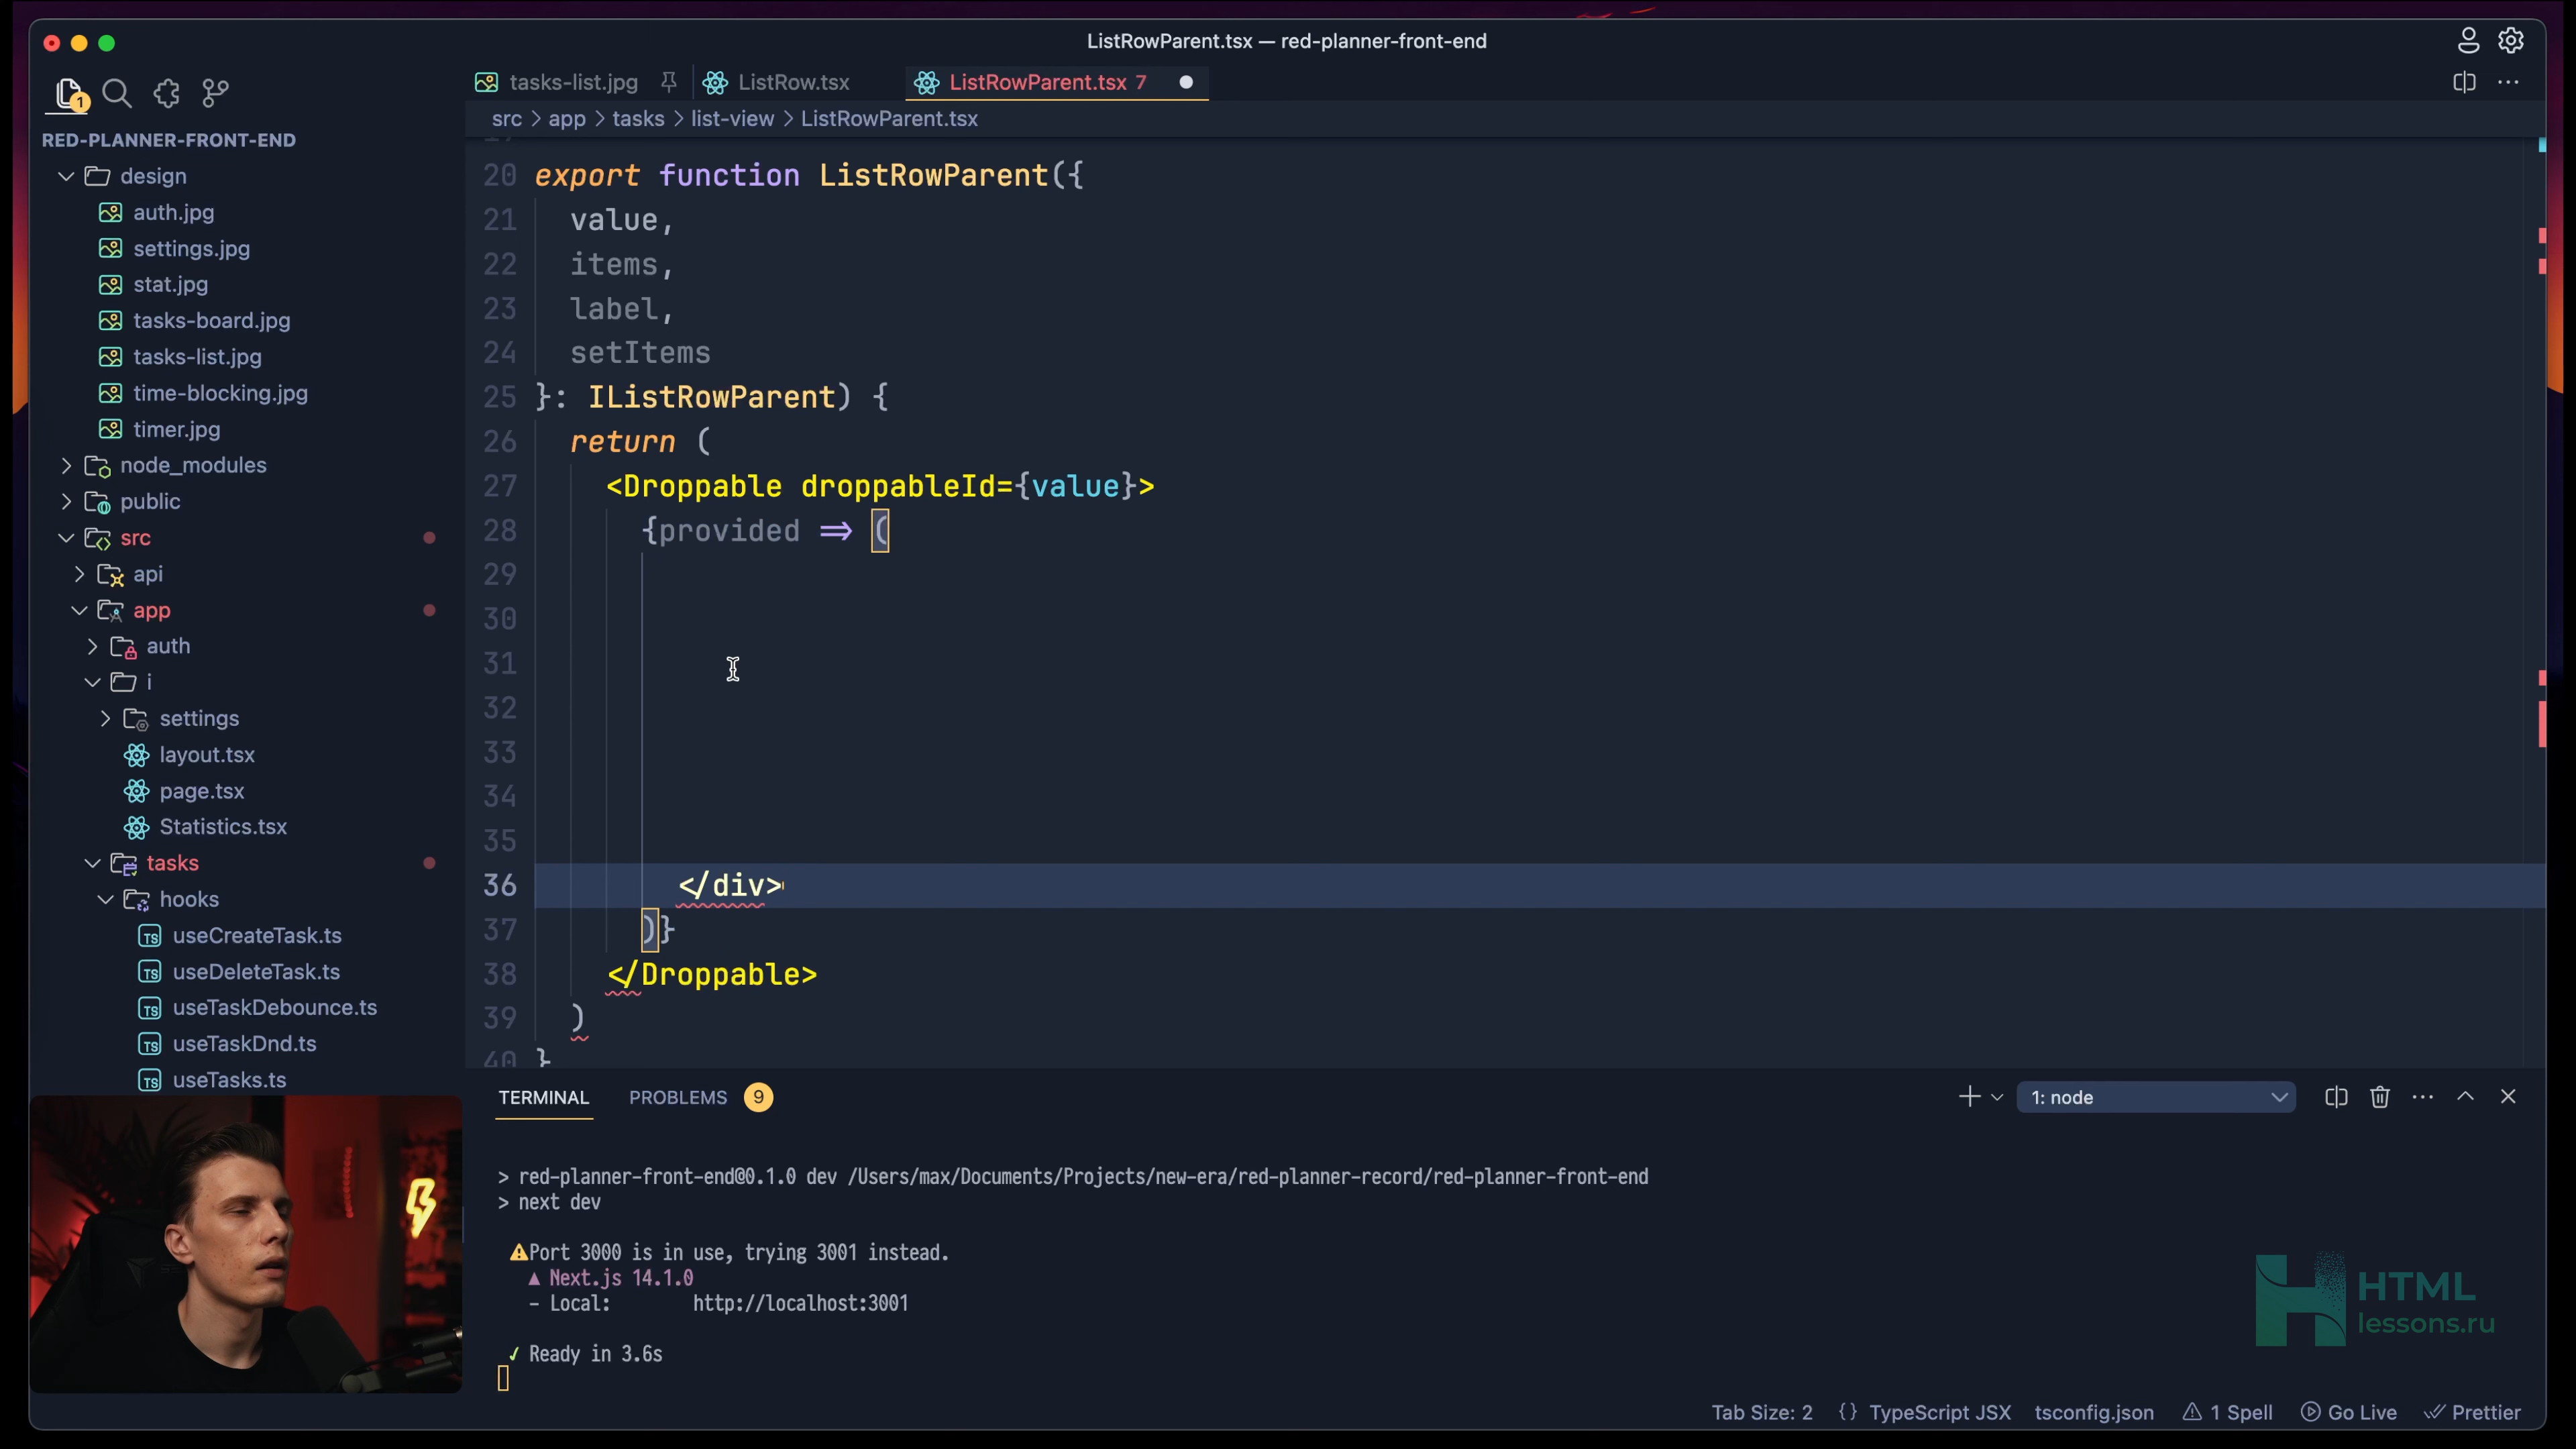 ListRowParent.tsx — red-planner-front-end
1
tasks-list.jpg
ListRow.tsx
ListRowParent.tsx 7
src > app > tasks > list-view > ListRowParent.tsx
RED-PLANNER-FRONT-END
design
auth.jpg
settings.jpg
stat.jpg
tasks-board.jpg
tasks-list.jpg
time-blocking.jpg
timer.jpg
node_modules
public
src
api
app
auth
i
settings
layout.tsx
page.tsx
Statistics.tsx
tasks
hooks
useCreateTask.ts
useDeleteTask.ts
useTaskDebounce.ts
useTaskDnd.ts
useTasks.ts
20 export function ListRowParent({
21 value,
22 items,
23 label,
24 setItems
25 }: IListRowParent) {
26 return (
27 <Droppable droppableId={value}>
28 {provided => (
29
30
31
32
33
34
35
36 </div>
37 )}
38 </Droppable>
39 )
40 }
TERMINAL
PROBLEMS 9
1: node
> red-planner-front-end@0.1.0 dev /Users/max/Documents/Projects/new-era/red-planner-record/red-planner-front-end
> next dev
⚠Port 3000 is in use, trying 3001 instead.
▲ Next.js 14.1.0
- Local: http://localhost:3001
✓ Ready in 3.6s
HTML
lessons.ru
Tab Size: 2
{} TypeScript JSX
tsconfig.json
1 Spell
Go Live
Prettier